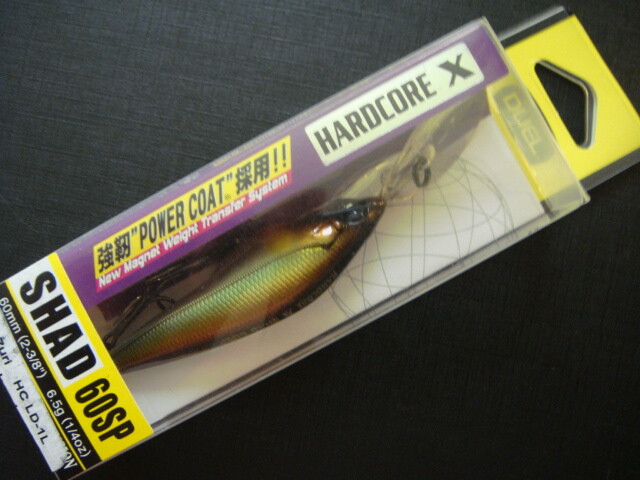 HARDCORE X
DUEL
強靭"POWER COAT"採用!!
New Magnet Weight Transfer System
SHAD 60SP
60mm (2-3/8") 6.5g (1/4oz)
HC LD-1L